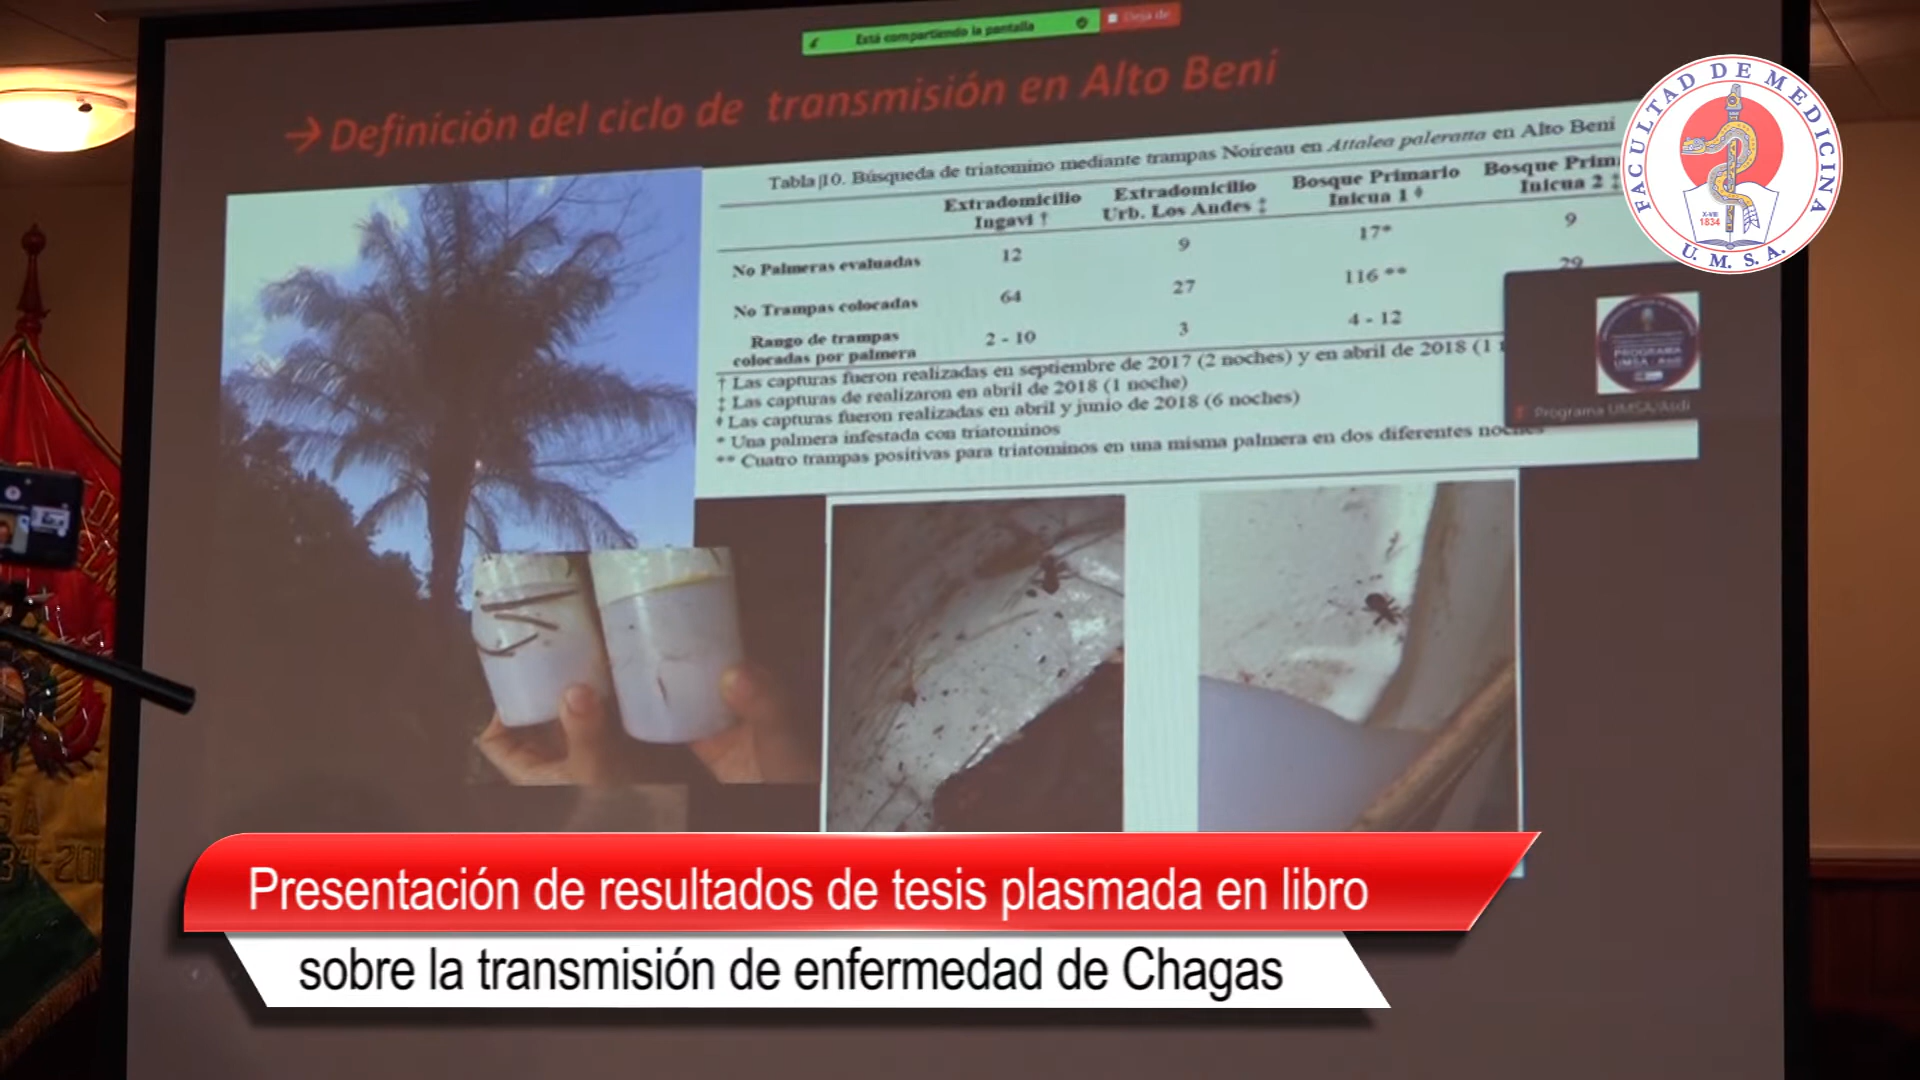 Está compartiendo la pantalla
Deja de
→ Definición del ciclo de transmisión en Alto Beni
Tabla 10. Búsqueda de triatomino mediante trampas Noireau en Attalea paleratta en Alto Beni
Extradomicilio Ingavi † Extradomicilio Urb. Los Andes ‡ Bosque Primario Inicua 1 ♦ Bosque Prim Inicua 2
No Palmeras evaluadas 12 9 17* 9
No Trampas colocadas 64 27 116 ** 29
Rango de trampas colocadas por palmera 2 - 10 3 4 - 12
† Las capturas fueron realizadas en septiembre de 2017 (2 noches) y en abril de 2018 (1
‡ Las capturas de realizaron en abril de 2018 (1 noche)
♦ Las capturas fueron realizadas en abril y junio de 2018 (6 noches)
* Una palmera infestada con triatominos
** Cuatro trampas positivas para triatominos en una misma palmera en dos diferentes noches
PROGRAMA
UMSA - Asdi
Programa UMSA/Asdi
FACULTAD DE MEDICINA
X-VIII
1834
U. M. S. A.
Presentación de resultados de tesis plasmada en libro
sobre la transmisión de enfermedad de Chagas